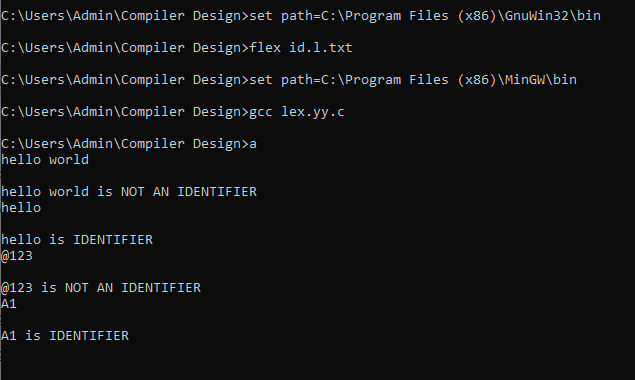 C:\Users\Admin\Compiler Design>set path=C:\Program Files (x86)\GnuWin32\bin
C:\Users\Admin\Compiler Design>flex id.l.txt
C:\Users\Admin\Compiler Design>set path=C:\Program Files (x86)\MinGW\bin
C:\Users\Admin\Compiler Design>gcc lex.yy.c
C:\Users\Admin\Compiler Design>a
hello world
hello world is NOT AN IDENTIFIER
hello
hello is IDENTIFIER
@123
@123 is NOT AN IDENTIFIER
A1
A1 is IDENTIFIER